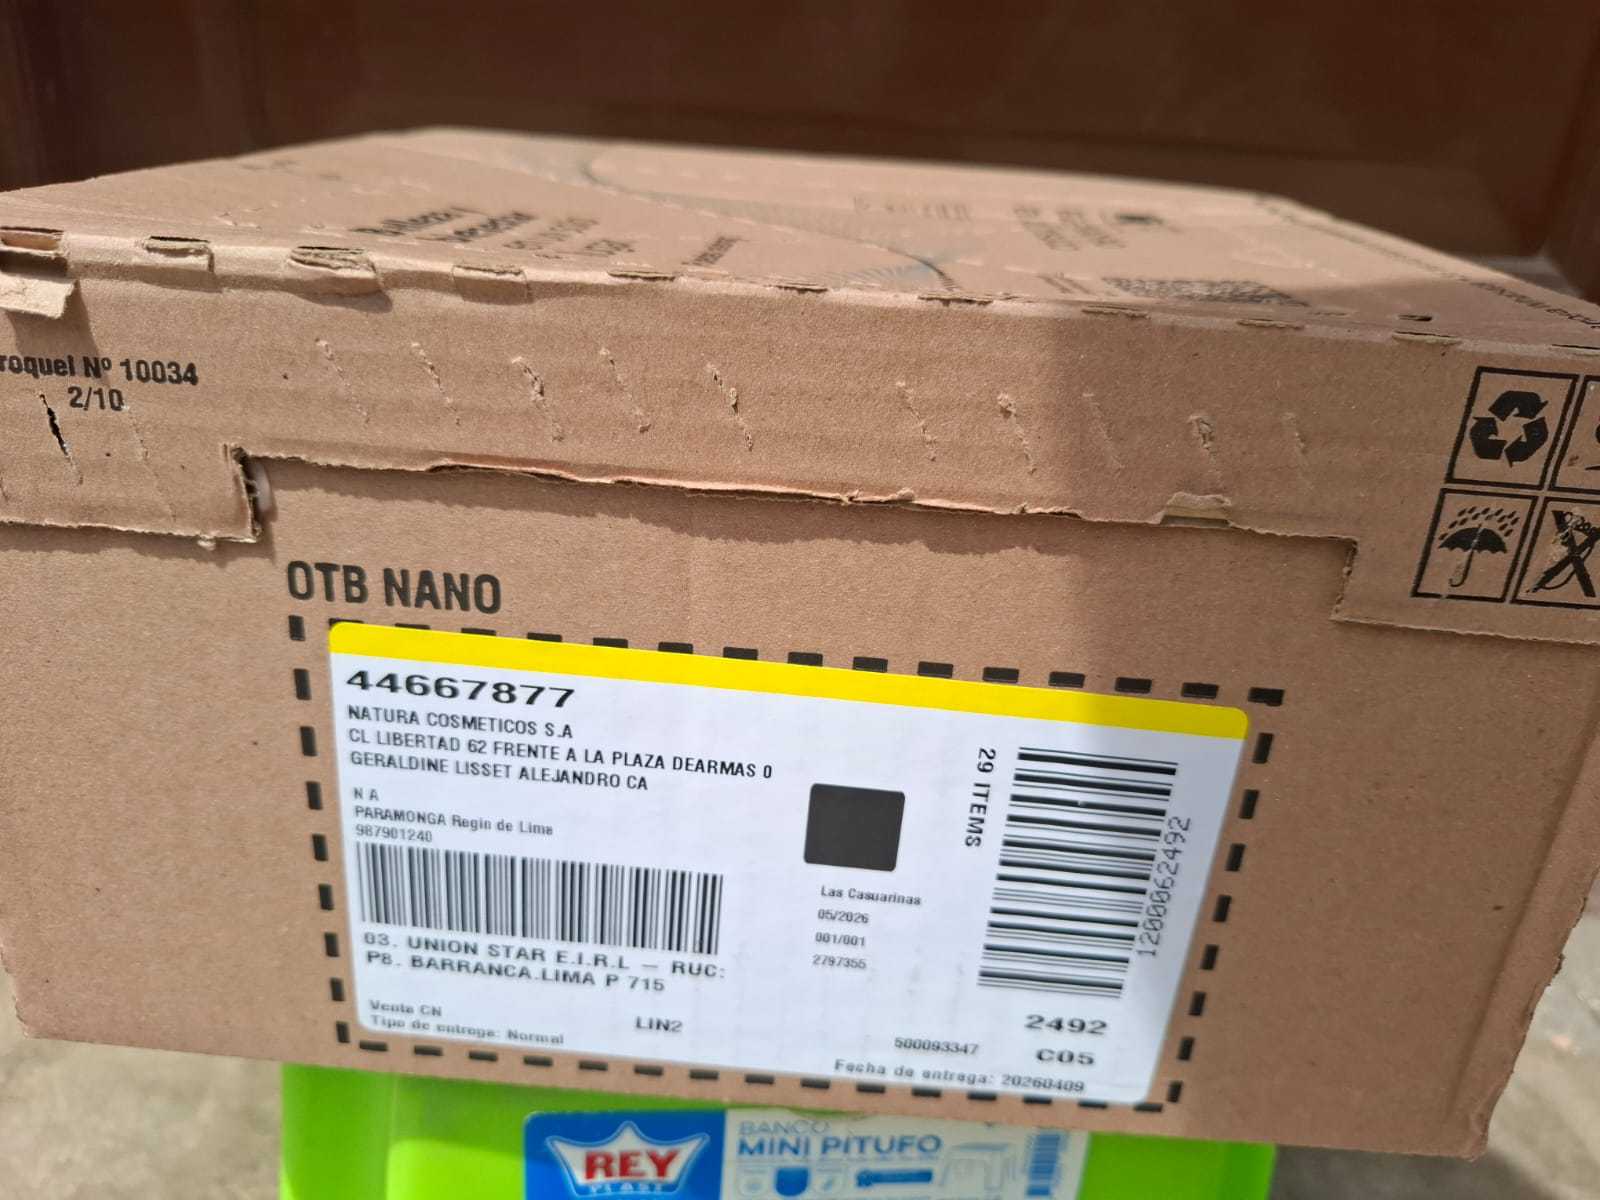 roquel Nº 10034
2/10
OTB NANO
44667877
NATURA COSMETICOS S.A
CL LIBERTAD 62 FRENTE A LA PLAZA DEARMAS 0
GERALDINE LISSET ALEJANDRO CA
N A
PARAMONGA Regin de Lima
987901240
03. UNION STAR E.I.R.L – RUC:
P8. BARRANCA.LIMA P 715
Venta CN
Tipo de entrega: Normal
LIN2
Las Casuarinas
05/2026
001/001
2797355
29 ITEMS
1200062492
2492
C05
500093347
Fecha de entrega: 20260409
REY
PLAST
BANCO
MINI PITUFO